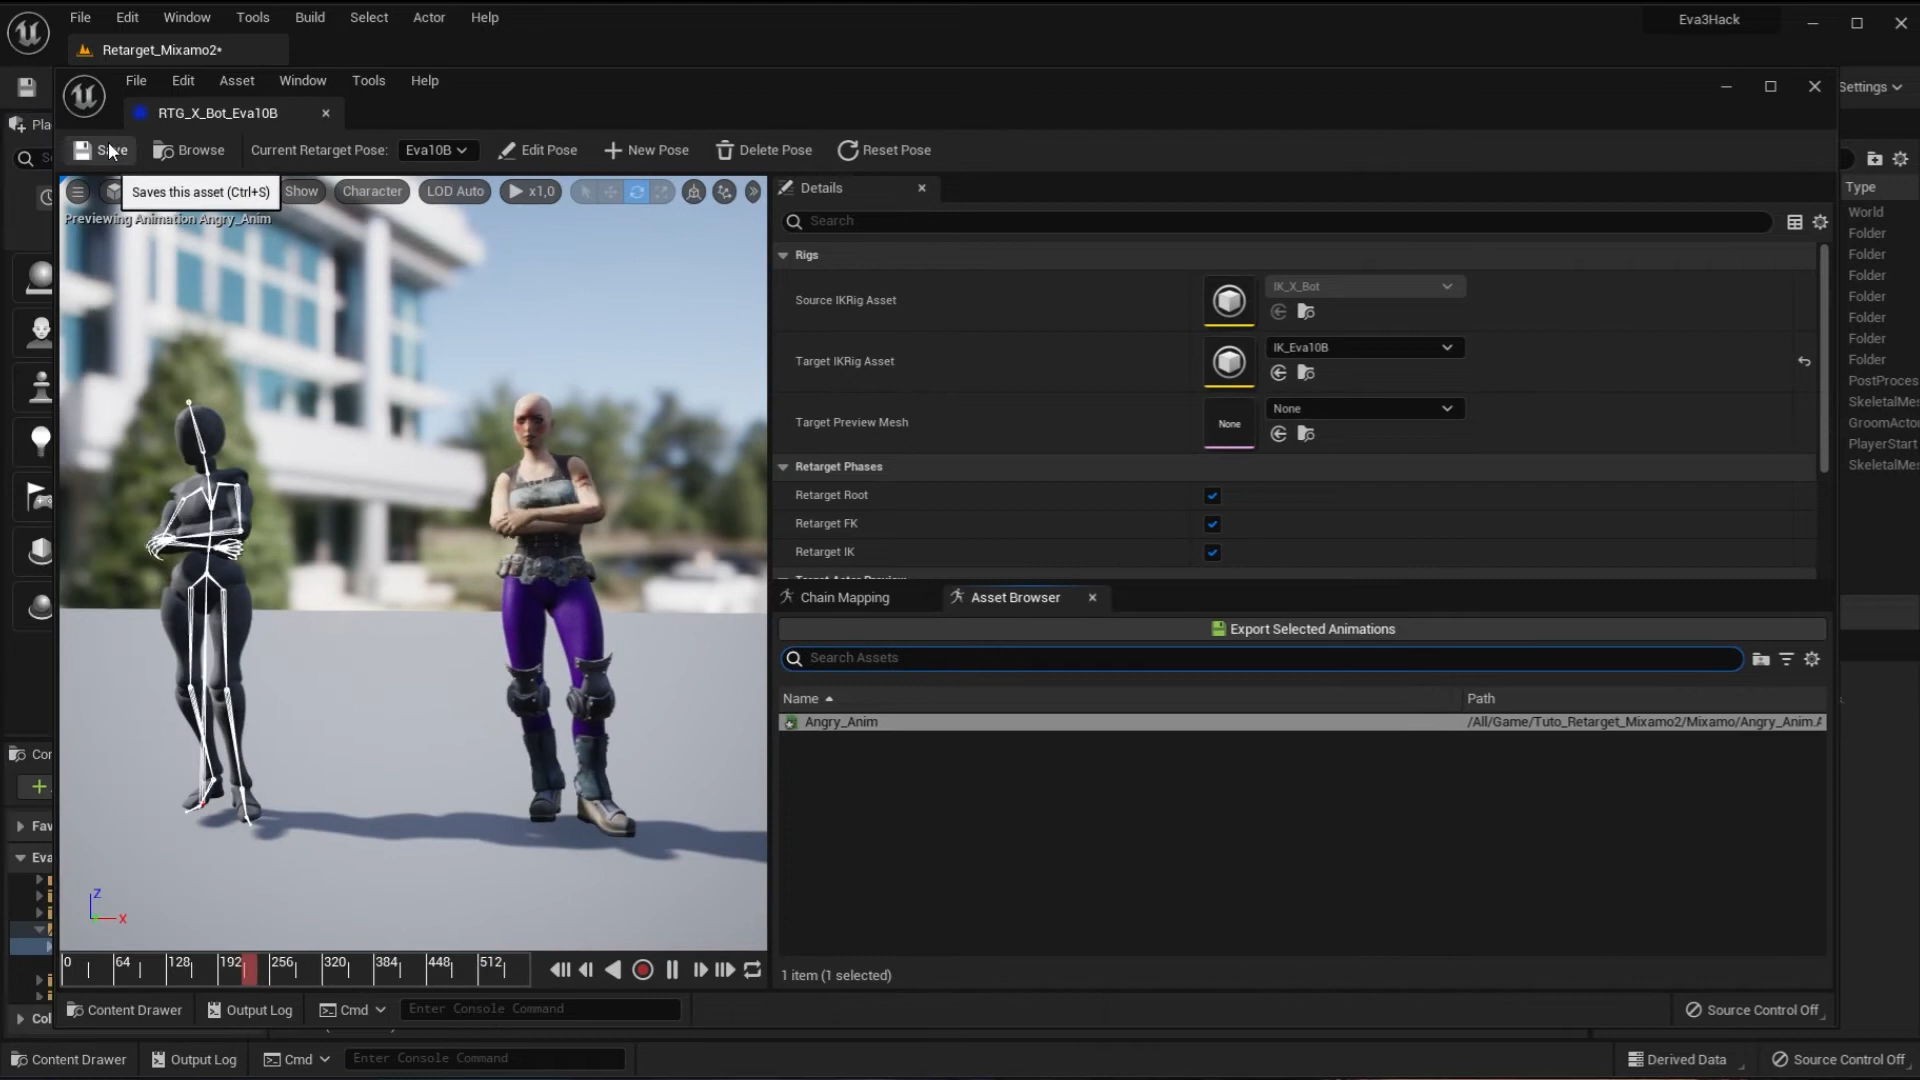 File Edit Window Tools Build Select Actor Help
Eva3Hack
Retarget_Mixamo2*
File Edit Asset Window Tools Help
Settings
RTG_X_Bot_Eva10B
Pla
Save Browse Current Retarget Pose: Eva10B Edit Pose New Pose Delete Pose Reset Pose
Saves this asset (Ctrl+S)
Show Character LOD Auto x1,0
Previewing Animation Angry_Anim
Details
Search
Type
World
Folder
Folder
Folder
Folder
Folder
Folder
Folder
PostProces
SkeletalMes
GroomActo
PlayerStart
SkeletalMes
Rigs
Source IKRig Asset IK_X_Bot
Target IKRig Asset IK_Eva10B
Target Preview Mesh None None
Retarget Phases
Retarget Root
Retarget FK
Retarget IK
Chain Mapping Asset Browser
Export Selected Animations
Search Assets
Name Path
Angry_Anim /All/Game/Tuto_Retarget_Mixamo2/Mixamo/Angry_Anim.A
Con
Fav
Eva
Col
Z
X
0 64 128 192 256 320 384 448 512
1 item (1 selected)
Content Drawer Output Log Cmd Enter Console Command Source Control Off
Content Drawer Output Log Cmd Enter Console Command Derived Data Source Control Off